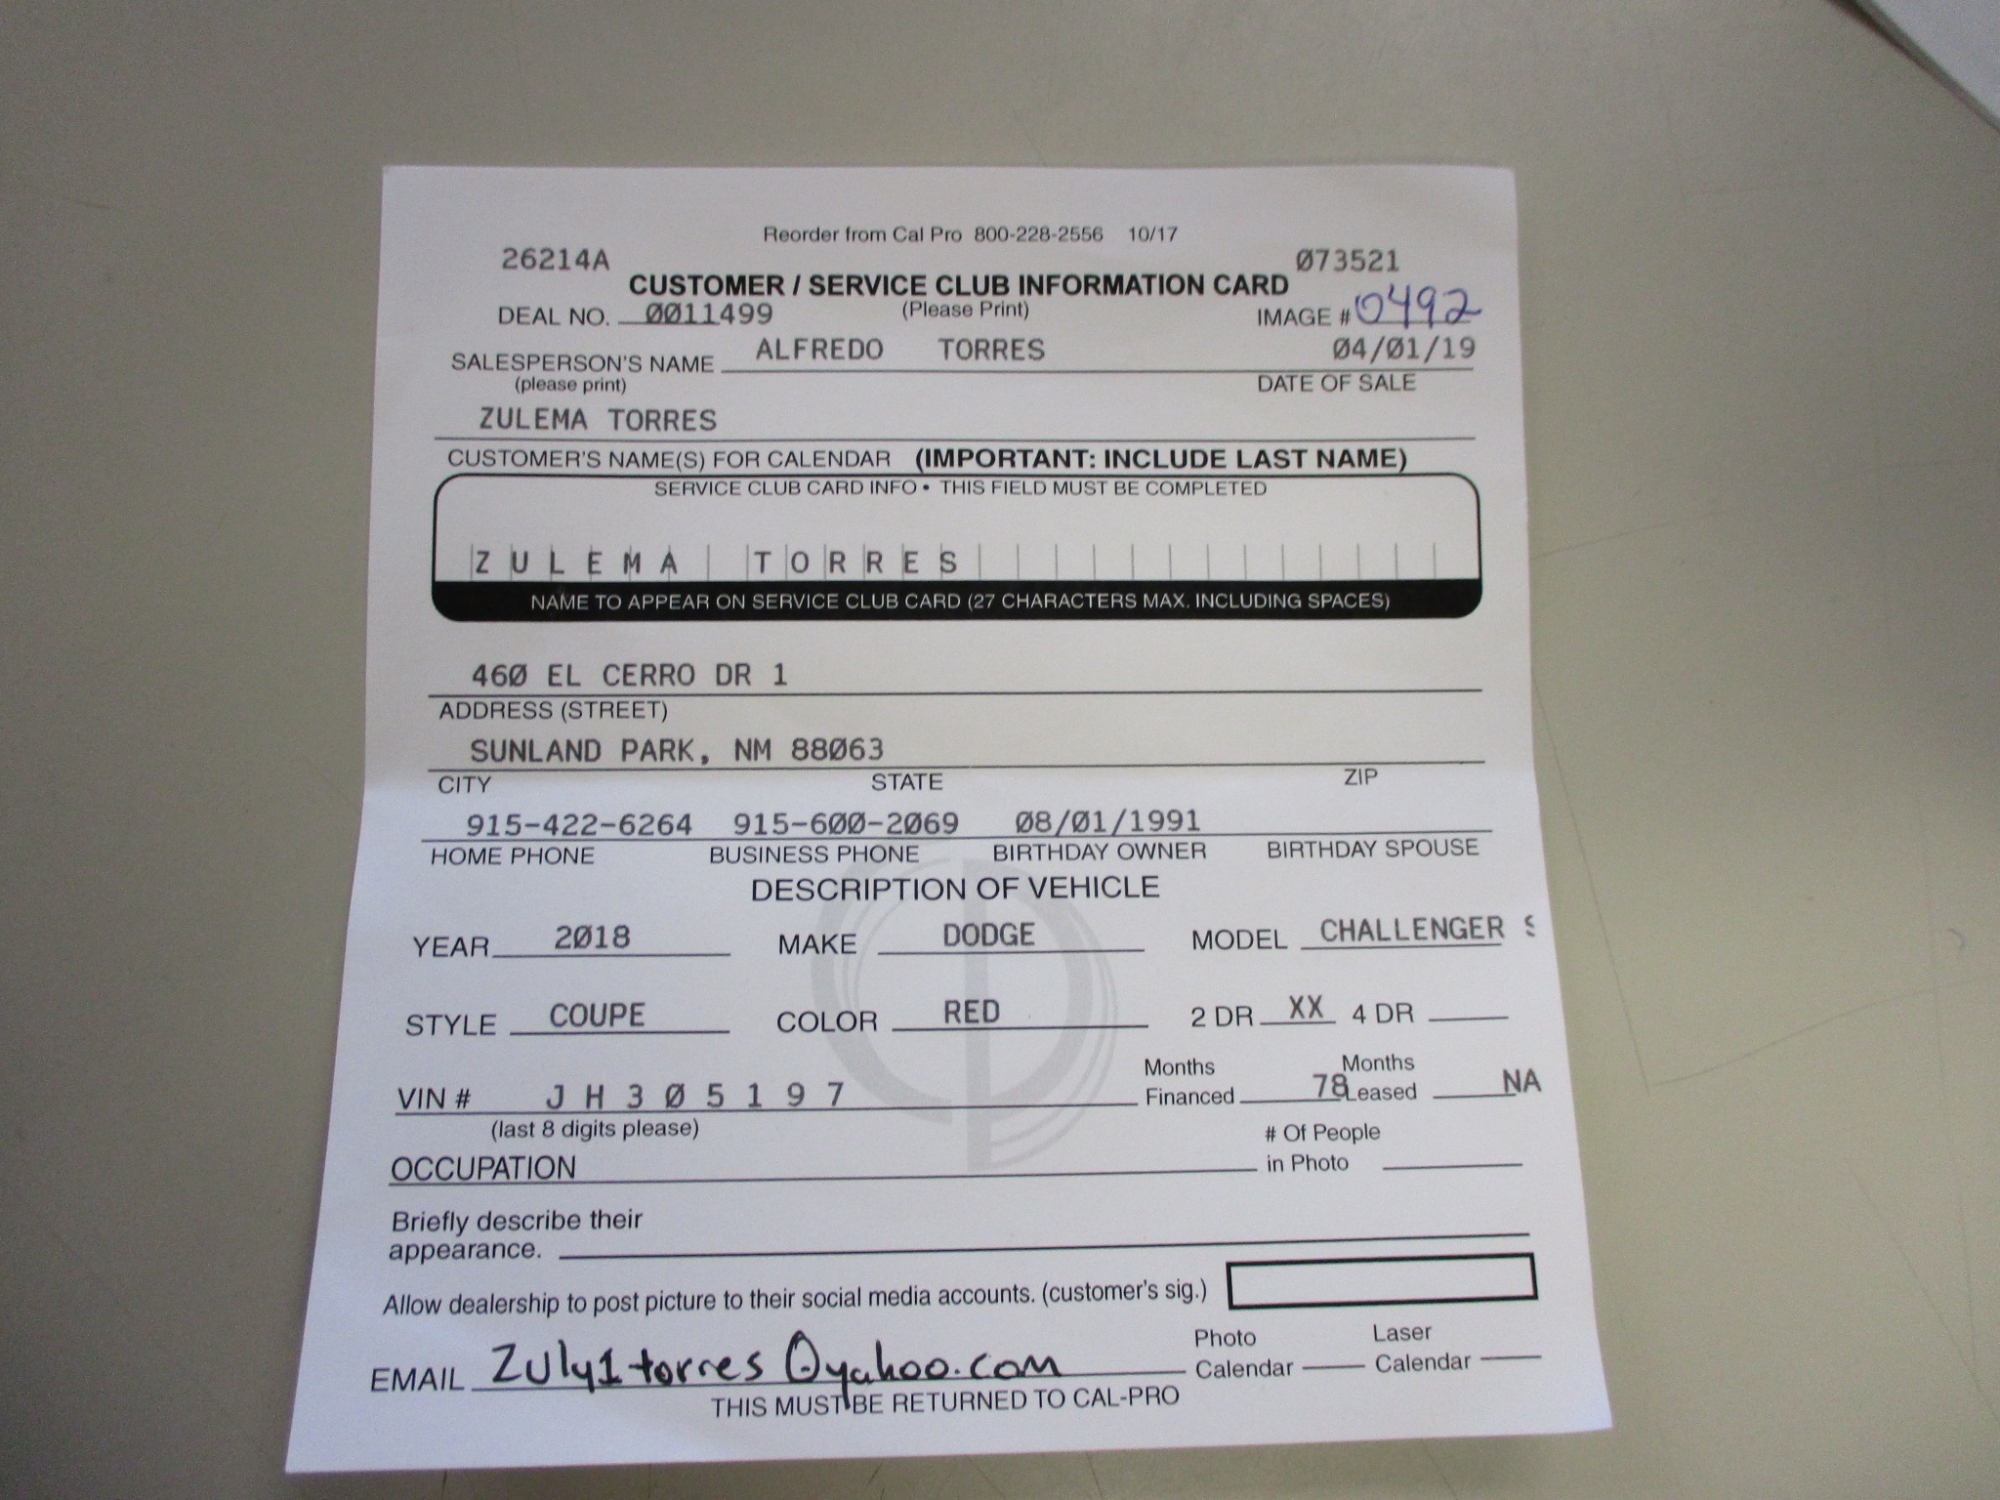 Reorder from Cal Pro 800-228-2556 10/17
26214A Ø73521
CUSTOMER / SERVICE CLUB INFORMATION CARD
DEAL NO. ØØ11499 (Please Print) IMAGE # 0492
SALESPERSON'S NAME ALFREDO TORRES Ø4/Ø1/19
(please print) DATE OF SALE
ZULEMA TORRES
CUSTOMER'S NAME(S) FOR CALENDAR (IMPORTANT: INCLUDE LAST NAME)
SERVICE CLUB CARD INFO • THIS FIELD MUST BE COMPLETED
Z U L E M A T O R R E S
NAME TO APPEAR ON SERVICE CLUB CARD (27 CHARACTERS MAX. INCLUDING SPACES)
46Ø EL CERRO DR 1
ADDRESS (STREET)
SUNLAND PARK, NM 88Ø63
CITY STATE ZIP
915-422-6264 915-6ØØ-2Ø69 Ø8/Ø1/1991
HOME PHONE BUSINESS PHONE BIRTHDAY OWNER BIRTHDAY SPOUSE
DESCRIPTION OF VEHICLE
YEAR 2Ø18 MAKE DODGE MODEL CHALLENGER S
STYLE COUPE COLOR RED 2 DR XX 4 DR
Months Months
VIN # J H 3 Ø 5 1 9 7 Financed 78 Leased NA
(last 8 digits please) # Of People
OCCUPATION in Photo
Briefly describe their
appearance.
Allow dealership to post picture to their social media accounts. (customer's sig.)
Photo Laser
EMAIL Zuly1torres@yahoo.com Calendar Calendar
THIS MUST BE RETURNED TO CAL-PRO